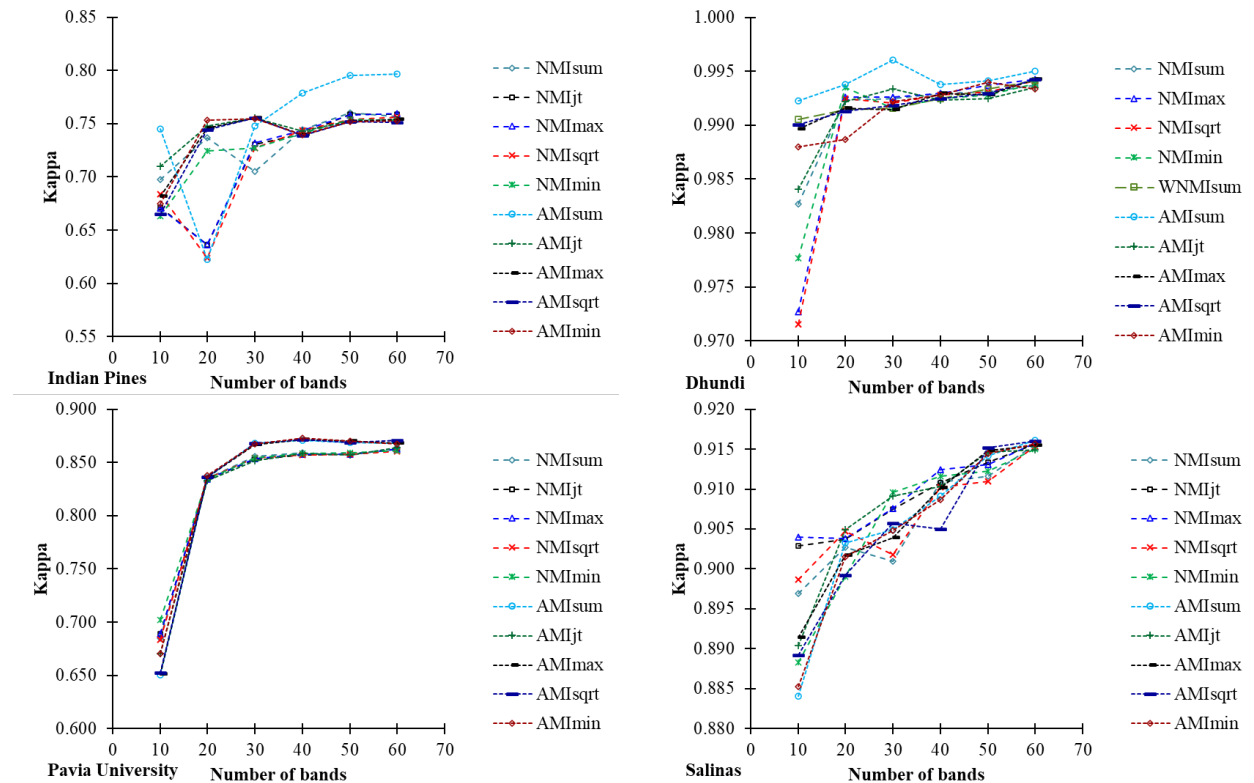 0.85
0.80
0.75
0.70
0.65
0.60
0.55
Kappa
0 10 20 30 40 50 60 70
Indian Pines
Number of bands
NMIsum
NMIjt
NMImax
NMIsqrt
NMImin
AMIsum
AMIjt
AMImax
AMIsqrt
AMImin
1.000
0.995
0.990
0.985
0.980
0.975
0.970
Kappa
0 10 20 30 40 50 60 70
Dhundi
Number of bands
NMIsum
NMImax
NMIsqrt
NMImin
WNMIsum
AMIsum
AMIjt
AMImax
AMIsqrt
AMImin
0.900
0.850
0.800
0.750
0.700
0.650
0.600
Kappa
0 10 20 30 40 50 60 70
Pavia University
Number of bands
NMIsum
NMIjt
NMImax
NMIsqrt
NMImin
AMIsum
AMIjt
AMImax
AMIsqrt
AMImin
0.920
0.915
0.910
0.905
0.900
0.895
0.890
0.885
0.880
Kappa
0 10 20 30 40 50 60 70
Salinas
Number of bands
NMIsum
NMIjt
NMImax
NMIsqrt
NMImin
AMIsum
AMIjt
AMImax
AMIsqrt
AMImin